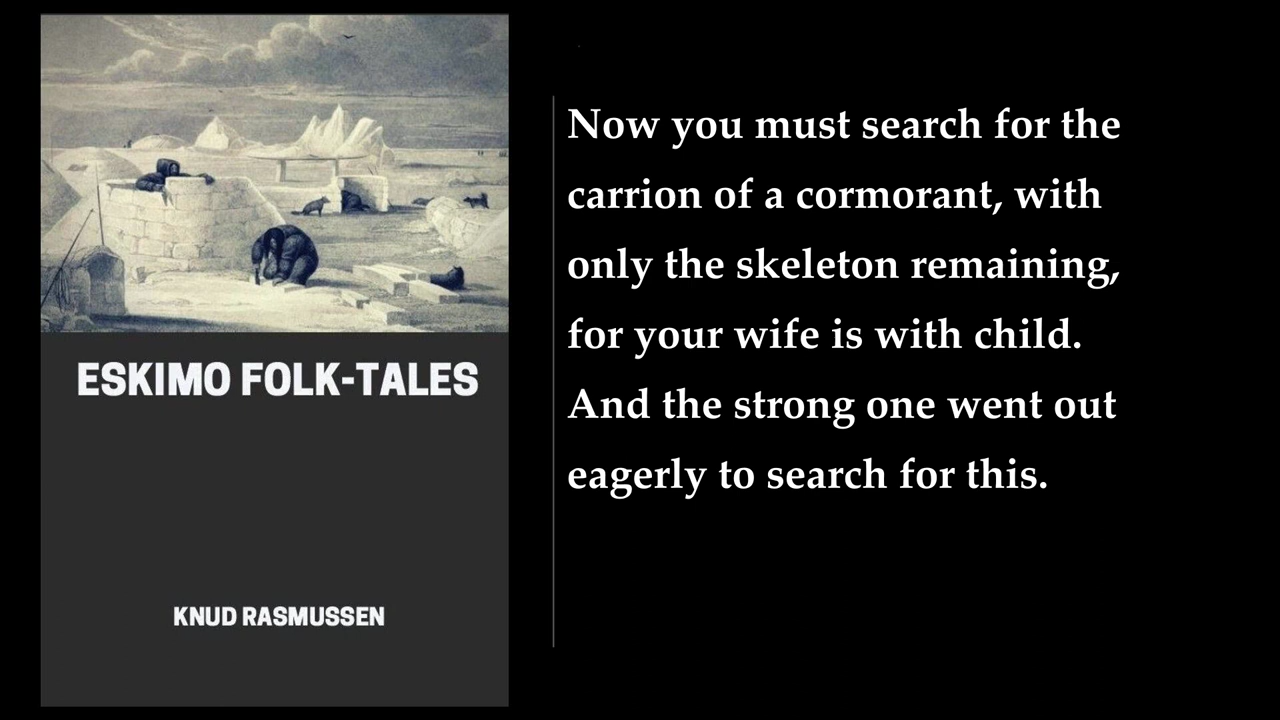 ESKIMO FOLK-TALES
KNUD RASMUSSEN
Now you must search for the
carrion of a cormorant, with
only the skeleton remaining,
for your wife is with child.
And the strong one went out
eagerly to search for this.